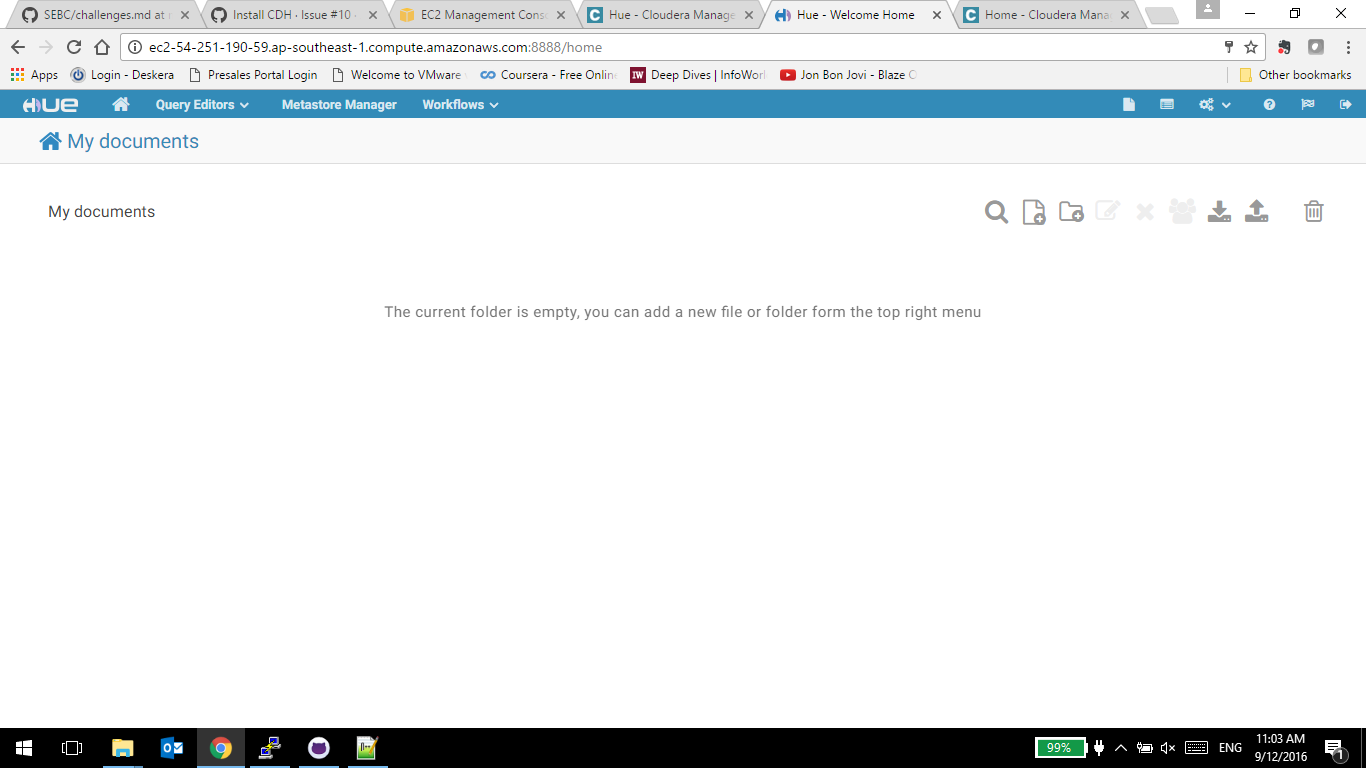 SEBC/challenges.md at
Install CDH · Issue #10
EC2 Management Cons
Hue - Cloudera Manage
Hue - Welcome Home
Home - Cloudera Mana
ec2-54-251-190-59.ap-southeast-1.compute.amazonaws.com:8888/home
Apps
Login - Deskera
Presales Portal Login
Welcome to VMware
Coursera - Free Onlin
IW
Deep Dives | InfoWorl
Jon Bon Jovi - Blaze O
Other bookmarks
HUE
Query Editors
Metastore Manager
Workflows
My documents
My documents
The current folder is empty, you can add a new file or folder form the top right menu
99%
ENG
11:03 AM
9/12/2016
1